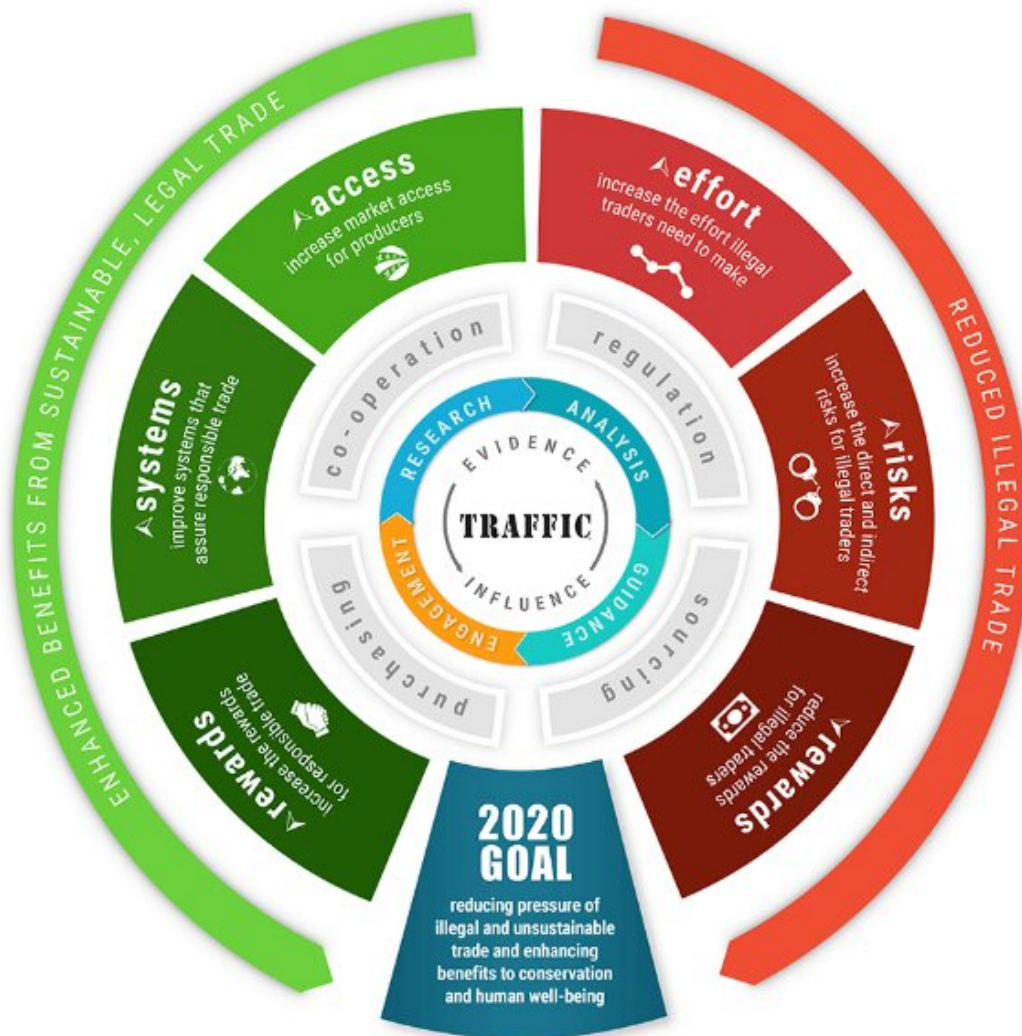 ENHANCED BENEFITS FROM SUSTAINABLE, LEGAL TRADE
REDUCED ILLEGAL TRADE
access
increase market access
for producers
systems
improve systems that
assure responsible trade
rewards
increase the rewards
for responsible trade
effort
increase the effort illegal
traders need to make
risks
increase the direct and indirect
risks for illegal traders
rewards
reduce the rewards
for illegal traders
co-operation
regulation
purchasing
sourcing
RESEARCH
ANALYSIS
GUIDANCE
ENGAGEMENT
EVIDENCE
TRAFFIC
INFLUENCE
2020
GOAL
reducing pressure of
illegal and unsustainable
trade and enhancing
benefits to conservation
and human well-being